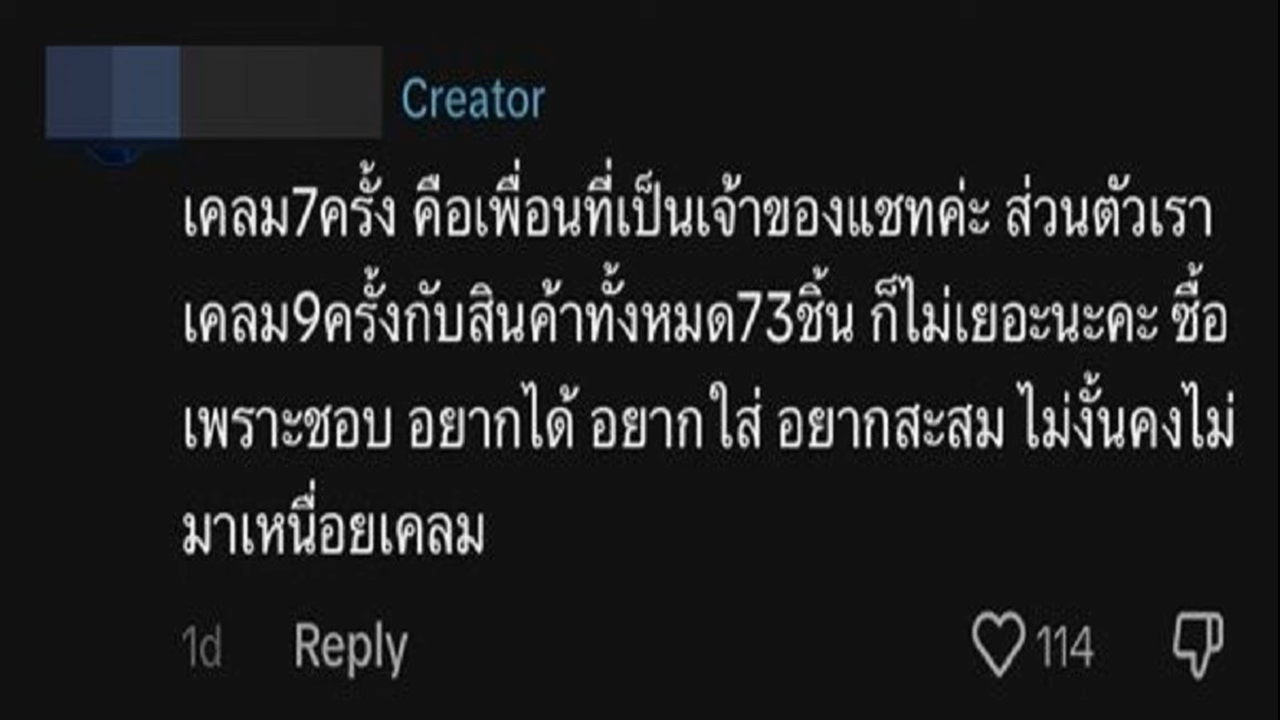 Creator
เคลม7ครั้ง คือเพื่อนที่เป็นเจ้าของแชทค่ะ ส่วนตัวเรา
เคลม9ครั้งกับสินค้าทั้งหมด73ชิ้น ก็ไม่เยอะนะคะ ซื้อ
เพราะชอบ อยากได้ อยากใส่ อยากสะสม ไม่งั้นคงไม่
มาเหนื่อยเคลม
1d Reply 114